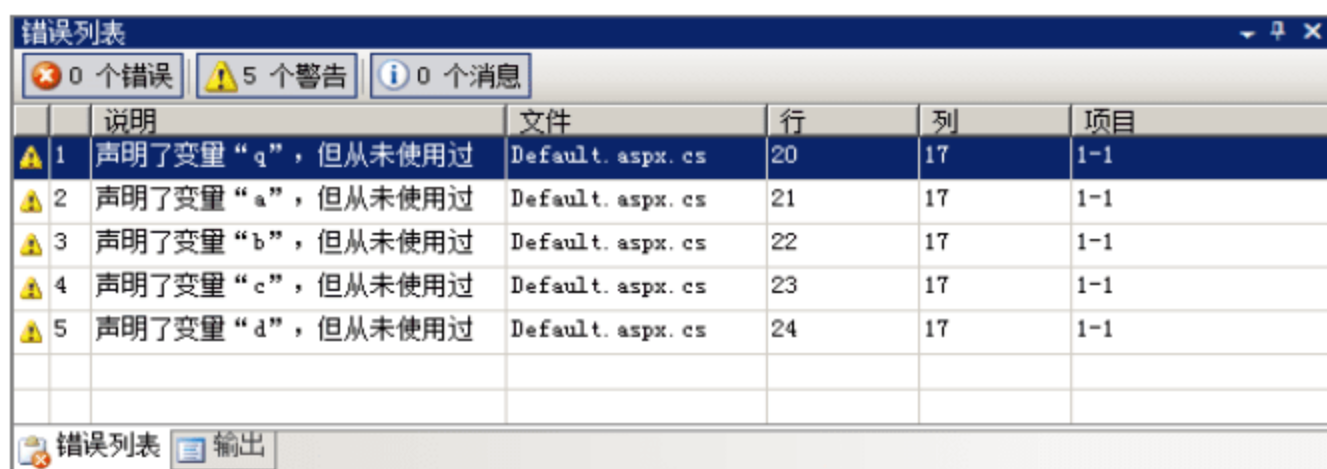 错误列表
0 个错误 5 个警告 0 个消息
说明 文件 行 列 项目
1 声明了变量“q”，但从未使用过 Default.aspx.cs 20 17 1-1
2 声明了变量“a”，但从未使用过 Default.aspx.cs 21 17 1-1
3 声明了变量“b”，但从未使用过 Default.aspx.cs 22 17 1-1
4 声明了变量“c”，但从未使用过 Default.aspx.cs 23 17 1-1
5 声明了变量“d”，但从未使用过 Default.aspx.cs 24 17 1-1
错误列表 输出